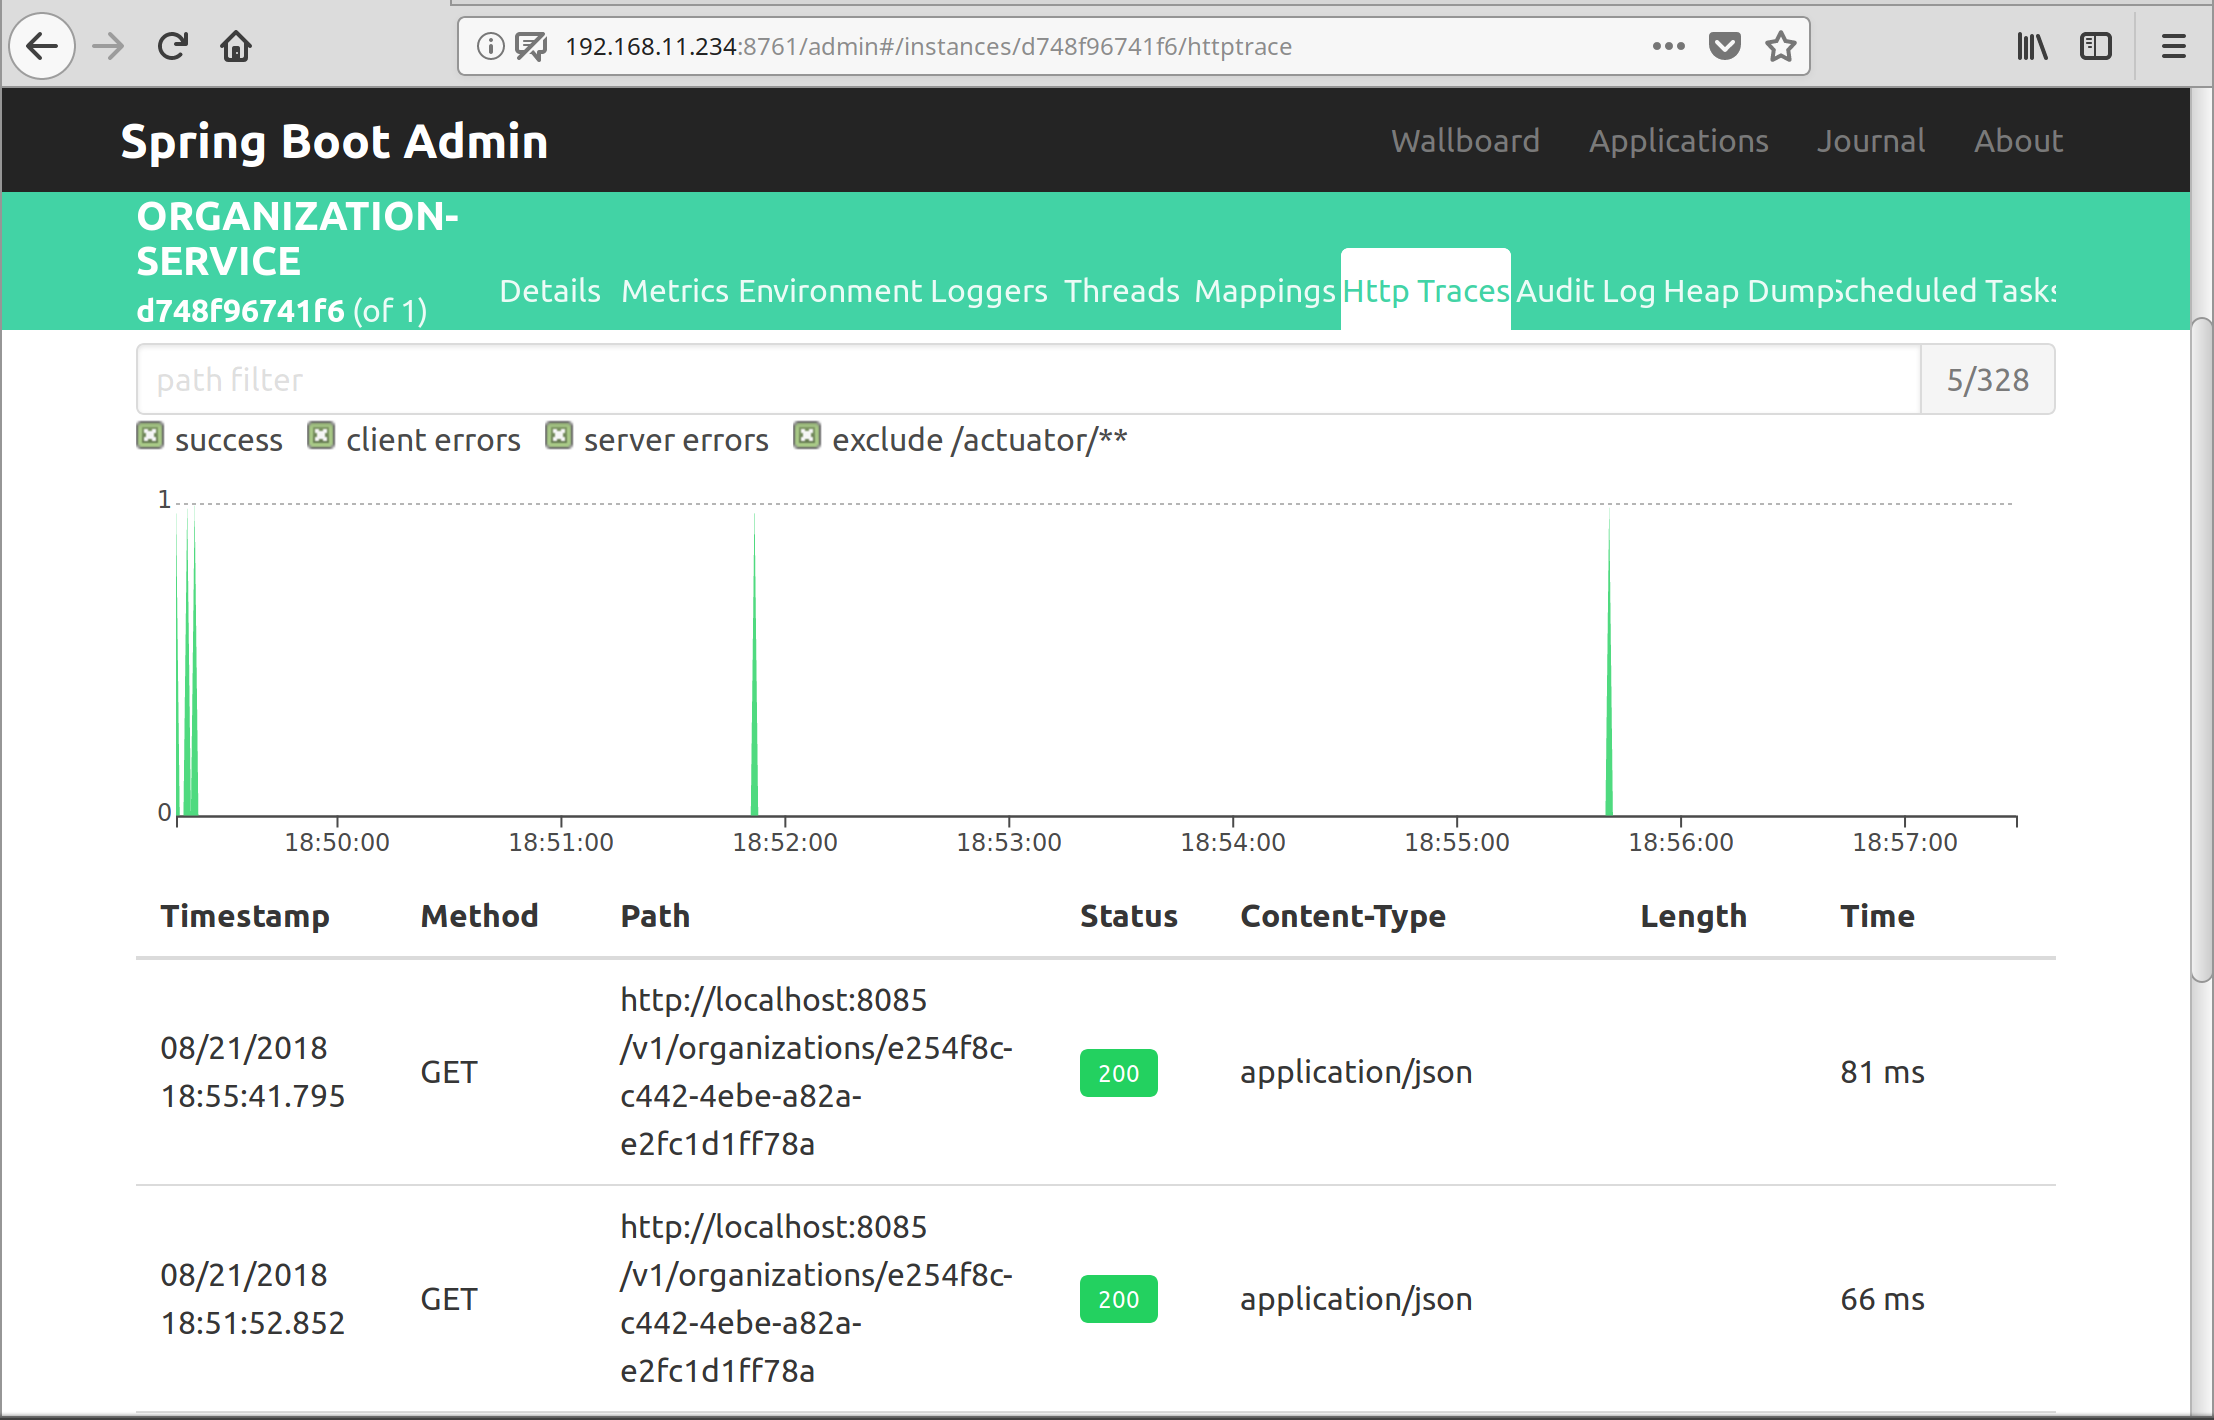 192.168.11.234:8761/admin#/instances/d748f96741f6/httptrace
Spring Boot Admin
Wallboard Applications Journal About
ORGANIZATION-
SERVICE
d748f96741f6 (of 1)
Details Metrics Environment Loggers Threads Mappings Http Traces Audit Log Heap Dump Scheduled Tasks
path filter 5/328
success client errors server errors exclude /actuator/**
1
0
18:50:00 18:51:00 18:52:00 18:53:00 18:54:00 18:55:00 18:56:00 18:57:00
Timestamp Method Path Status Content-Type Length Time
http://localhost:8085
08/21/2018 /v1/organizations/e254f8c-
GET 200 application/json 81 ms
18:55:41.795 c442-4ebe-a82a-
e2fc1d1ff78a
http://localhost:8085
08/21/2018 /v1/organizations/e254f8c-
GET 200 application/json 66 ms
18:51:52.852 c442-4ebe-a82a-
e2fc1d1ff78a